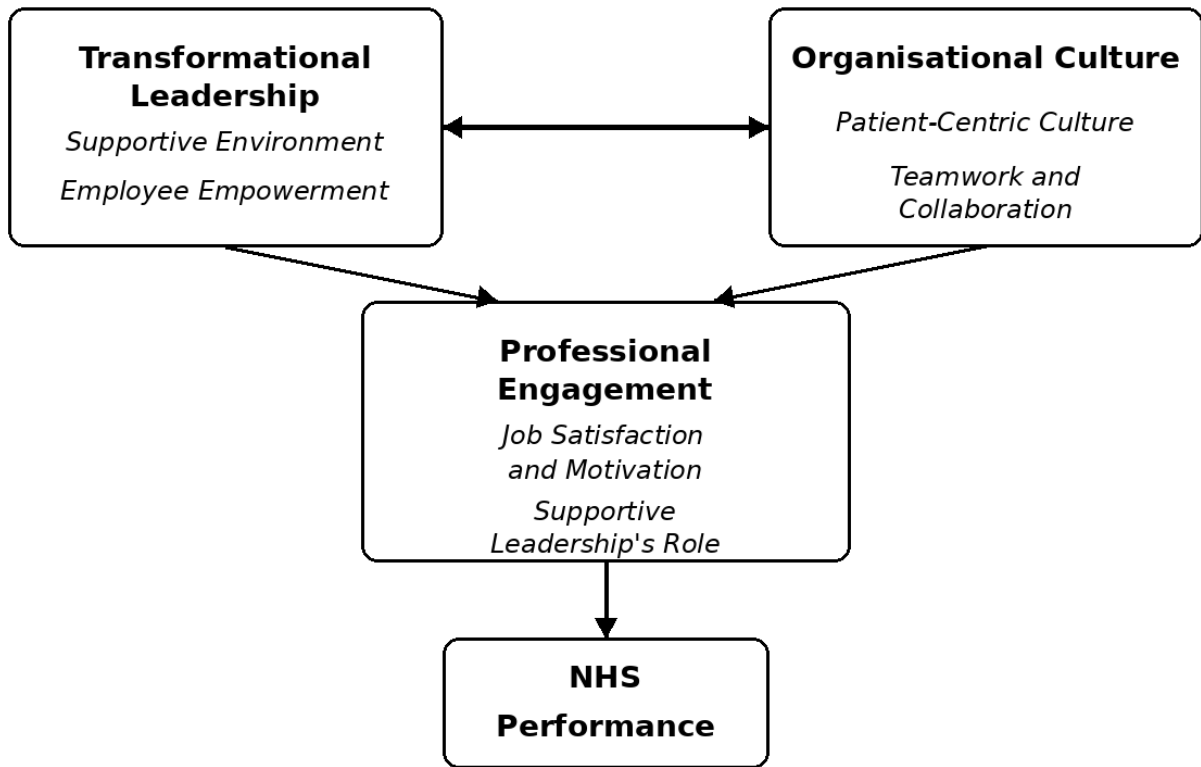 Transformational
Leadership
Supportive Environment
Employee Empowerment
Organisational Culture
Patient-Centric Culture
Teamwork and
Collaboration
Professional
Engagement
Job Satisfaction
and Motivation
Supportive
Leadership's Role
NHS
Performance